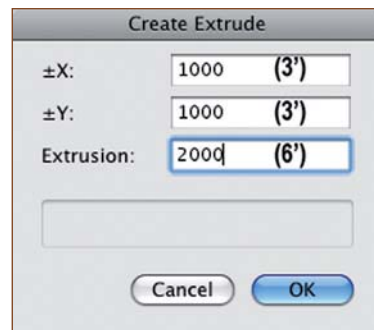 Create Extrude
±X: 1000 (3’)
±Y: 1000 (3’)
Extrusion: 2000 (6’)
Cancel OK